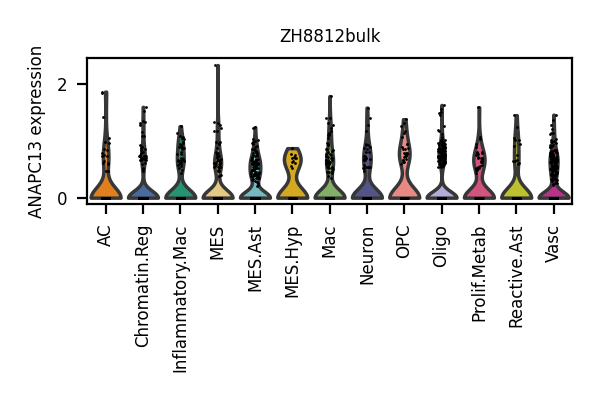 ZH8812bulk
ANAPC13 expression
2
0
AC
Chromatin.Reg
Inflammatory.Mac
MES
MES.Ast
MES.Hyp
Mac
Neuron
OPC
Oligo
Prolif.Metab
Reactive.Ast
Vasc